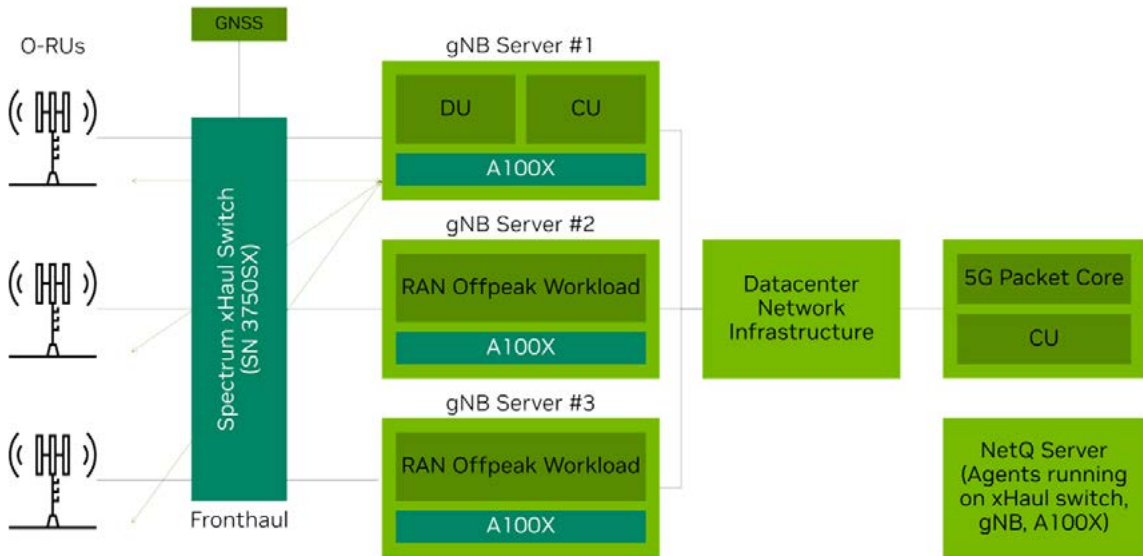 GNSS
O-RUs
Spectrum xHaul Switch
(SN 3750SX)
Fronthaul
gNB Server #1
DU
CU
A100X
gNB Server #2
RAN Offpeak Workload
A100X
gNB Server #3
RAN Offpeak Workload
A100X
Datacenter
Network
Infrastructure
5G Packet Core
CU
NetQ Server
(Agents running
on xHaul switch,
gNB, A100X)